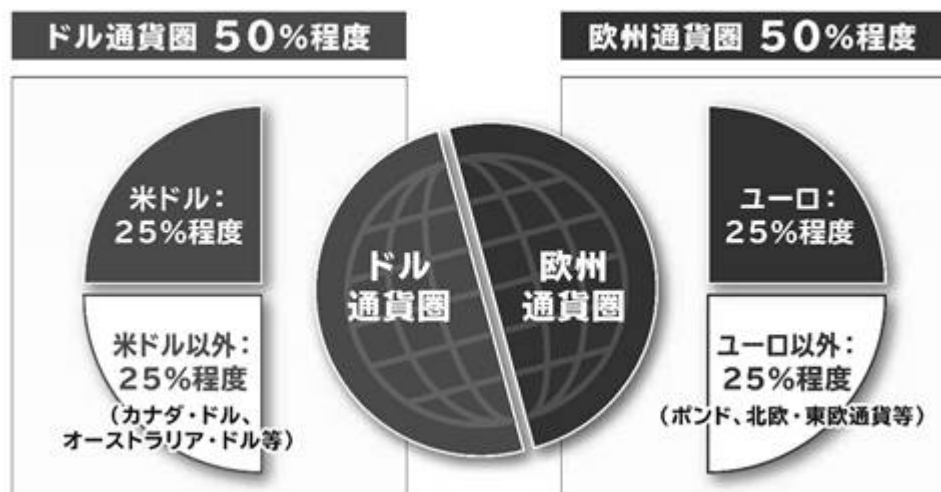 ドル通貨圏 50%程度
欧州通貨圏 50%程度
米ドル:
25%程度
米ドル以外:
25%程度
(カナダ・ドル、
オーストラリア・ドル等)
ドル
通貨圏
欧州
通貨圏
ユーロ:
25%程度
ユーロ以外:
25%程度
(ポンド、北欧・東欧通貨等)